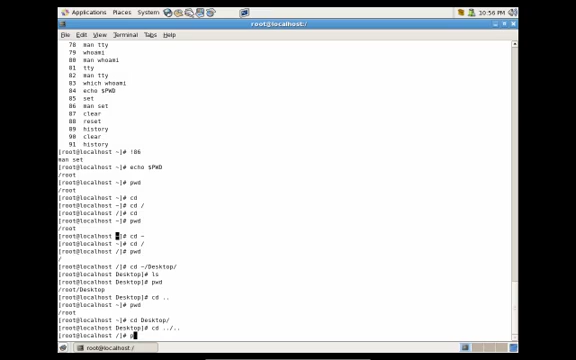 Applications Places System 10:56 PM
root@localhost:/
File Edit View Terminal Tabs Help
78 man tty
79 whoami
80 man whoami
81 tty
82 man tty
83 which whoami
84 echo $PWD
85 set
86 man set
87 clear
88 reset
89 history
90 clear
91 history
[root@localhost ~]# !86
man set
[root@localhost ~]# echo $PWD
/root
[root@localhost ~]# pwd
/root
[root@localhost ~]# cd
[root@localhost ~]# cd /
[root@localhost /]# cd
[root@localhost ~]# pwd
/root
[root@localhost ~]# cd ~
[root@localhost ~]# cd /
[root@localhost /]# pwd
/
[root@localhost /]# cd ~/Desktop/
[root@localhost Desktop]# ls
[root@localhost Desktop]# pwd
/root/Desktop
[root@localhost Desktop]# cd ..
[root@localhost ~]# pwd
/root
[root@localhost ~]# cd Desktop/
[root@localhost Desktop]# cd ../..
[root@localhost /]# p
root@localhost:/